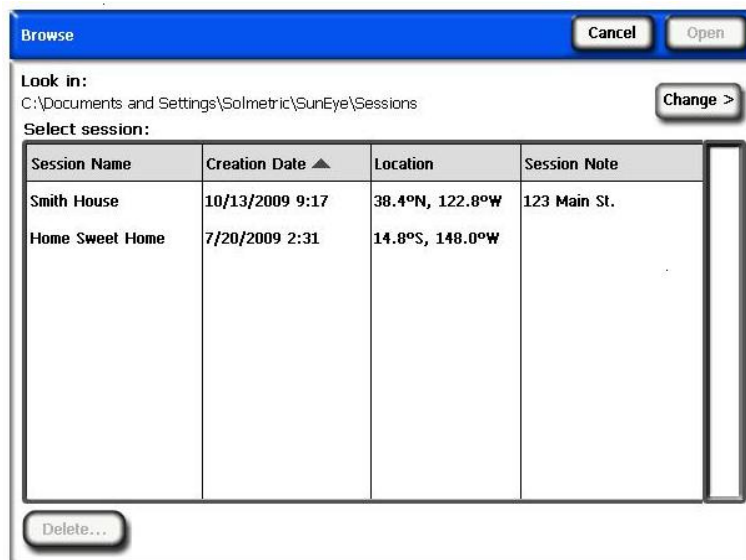 Browse Cancel Open
Look in:
C:\Documents and Settings\Solmetric\SunEye\Sessions
Change >
Select session:
Session Name Creation Date Location Session Note
Smith House 10/13/2009 9:17 38.4ºN, 122.8ºW 123 Main St.
Home Sweet Home 7/20/2009 2:31 14.8ºS, 148.0ºW
Delete...